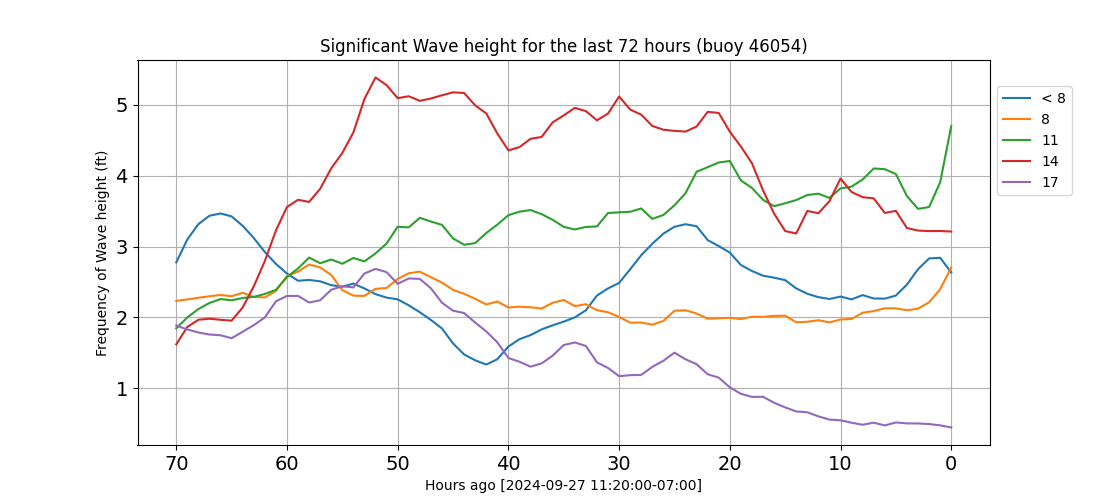 Significant Wave height for the last 72 hours (buoy 46054)
Frequency of Wave height (ft)
5
4
3
2
1
70 60 50 40 30 20 10 0
Hours ago [2024-09-27 11:20:00-07:00]
< 8
8
11
14
17